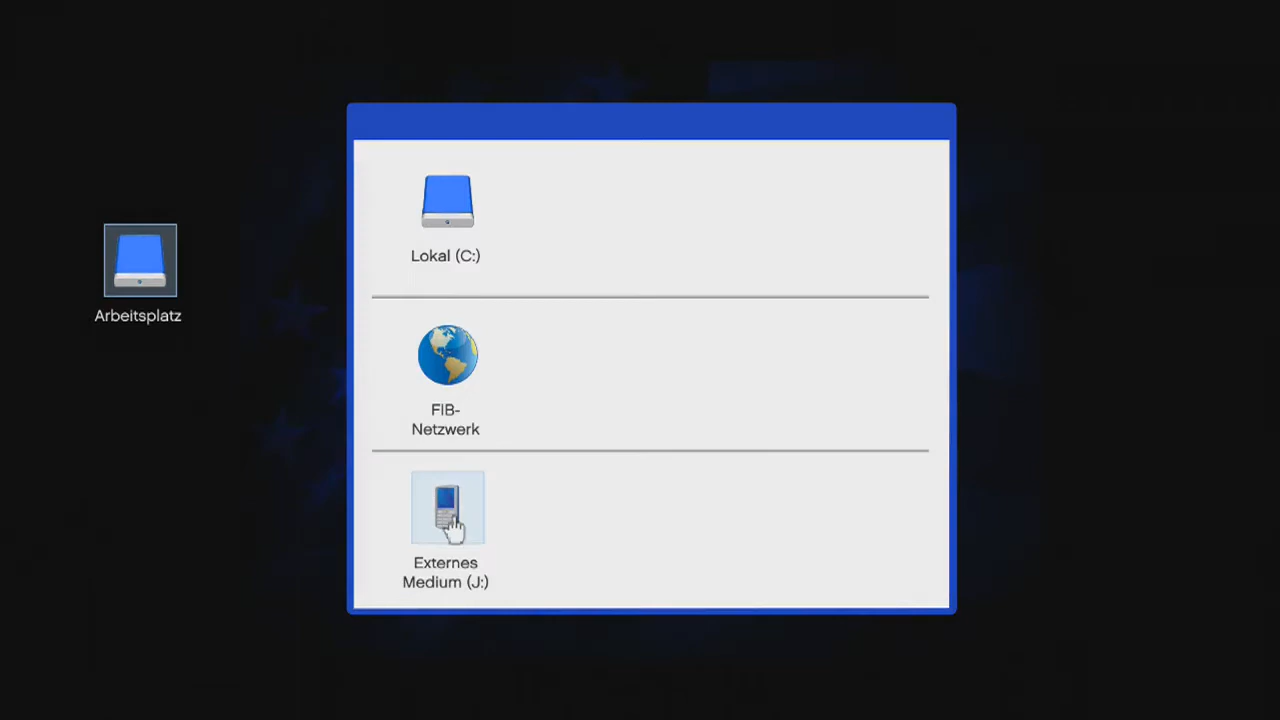 Lokal (C:)
Arbeitsplatz
FIB-
Netzwerk
Externes
Medium (J:)